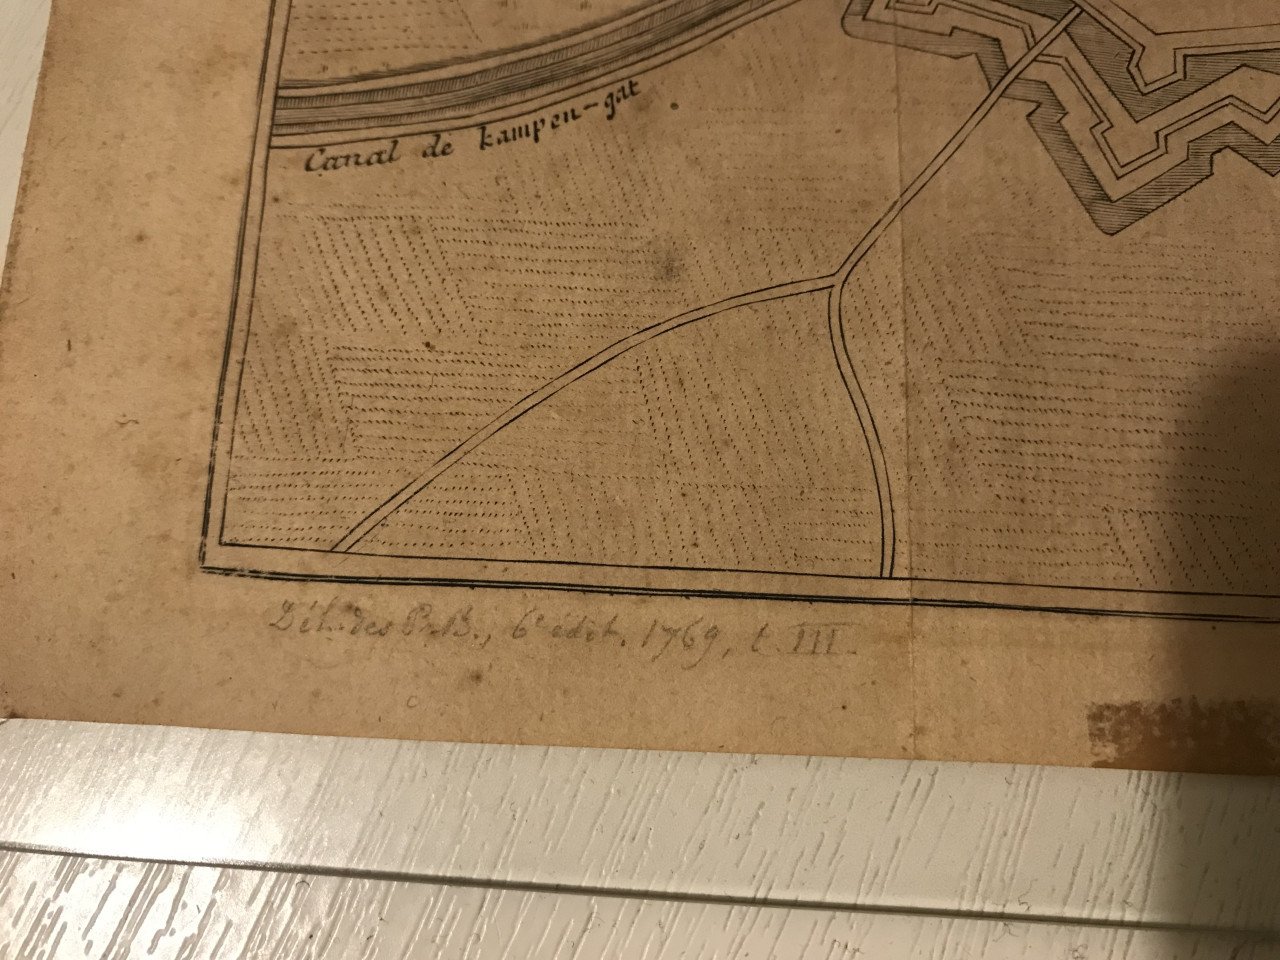 Canal de kampen-gat
Dél. des P.-B., 6e édit. 1769, t. III.